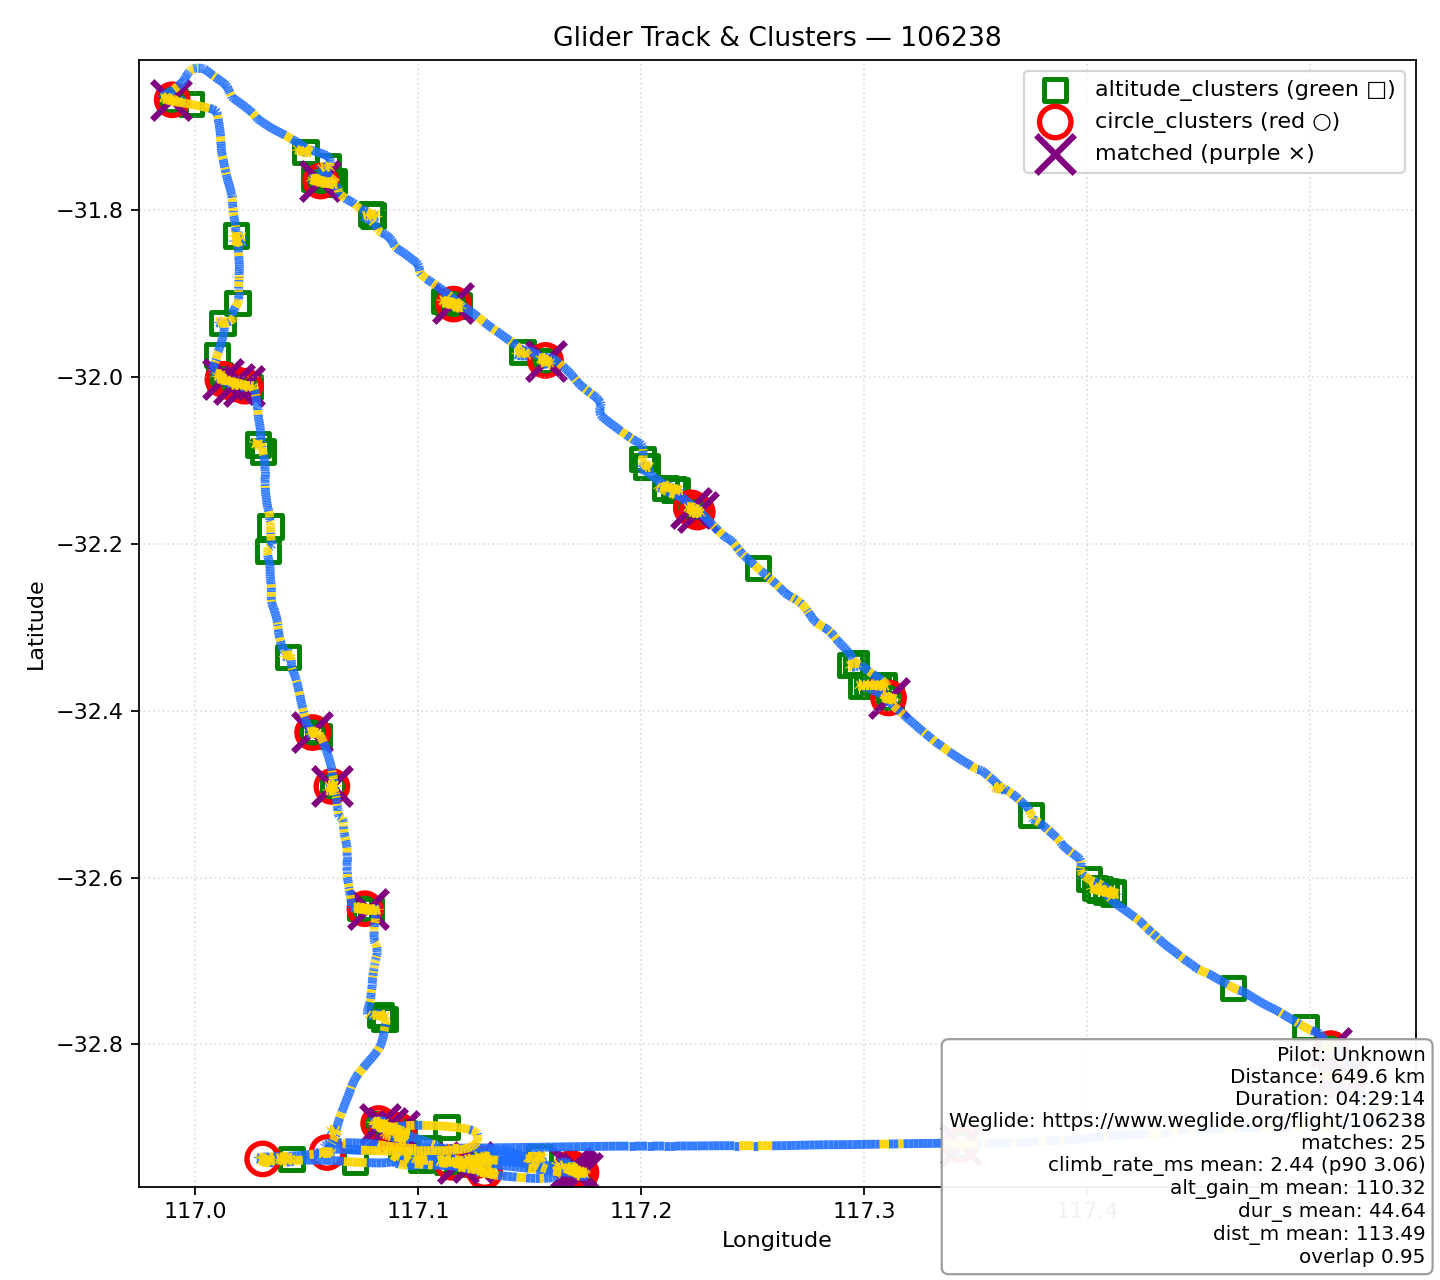 Glider Track & Clusters — 106238
altitude_clusters (green □)
circle_clusters (red ○)
matched (purple ×)
−31.8
−32.0
−32.2
−32.4
−32.6
−32.8
Latitude
117.0
117.1
117.2
117.3
117.4
Longitude
Pilot: Unknown
Distance: 649.6 km
Duration: 04:29:14
Weglide: https://www.weglide.org/flight/106238
matches: 25
climb_rate_ms mean: 2.44 (p90 3.06)
alt_gain_m mean: 110.32
dur_s mean: 44.64
dist_m mean: 113.49
overlap 0.95